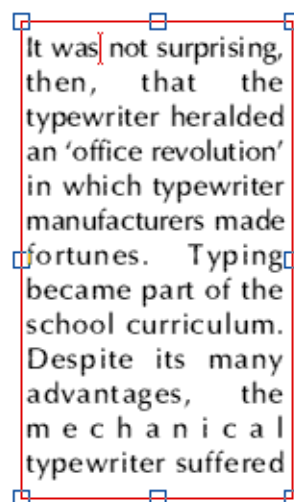 It was not surprising,
then, that the
typewriter heralded
an ‘office revolution’
in which typewriter
manufacturers made
fortunes. Typing
became part of the
school curriculum.
Despite its many
advantages, the
mechanical
typewriter suffered